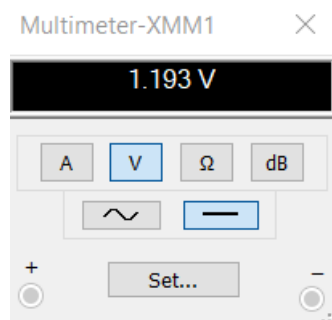 Multimeter-XMM1
1.193 V
A V Ω dB
+ Set... -